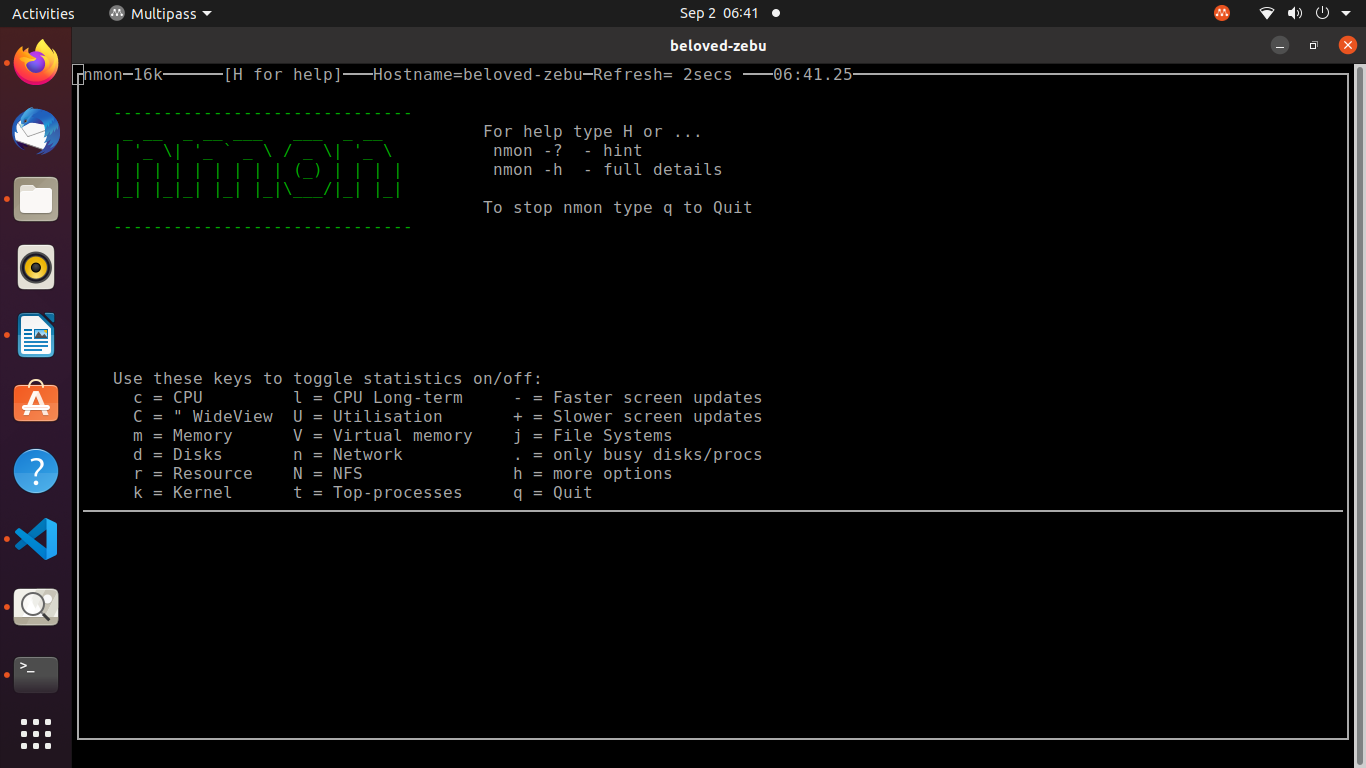 Activities Multipass Sep 2 06:41
beloved-zebu
nmon─16k──────[H for help]───Hostname=beloved-zebu─Refresh= 2secs ───06:41.25
nmon
For help type H or ...
nmon -? - hint
nmon -h - full details
To stop nmon type q to Quit
Use these keys to toggle statistics on/off:
c = CPU l = CPU Long-term - = Faster screen updates
C = " WideView U = Utilisation + = Slower screen updates
m = Memory V = Virtual memory j = File Systems
d = Disks n = Network . = only busy disks/procs
r = Resource N = NFS h = more options
k = Kernel t = Top-processes q = Quit